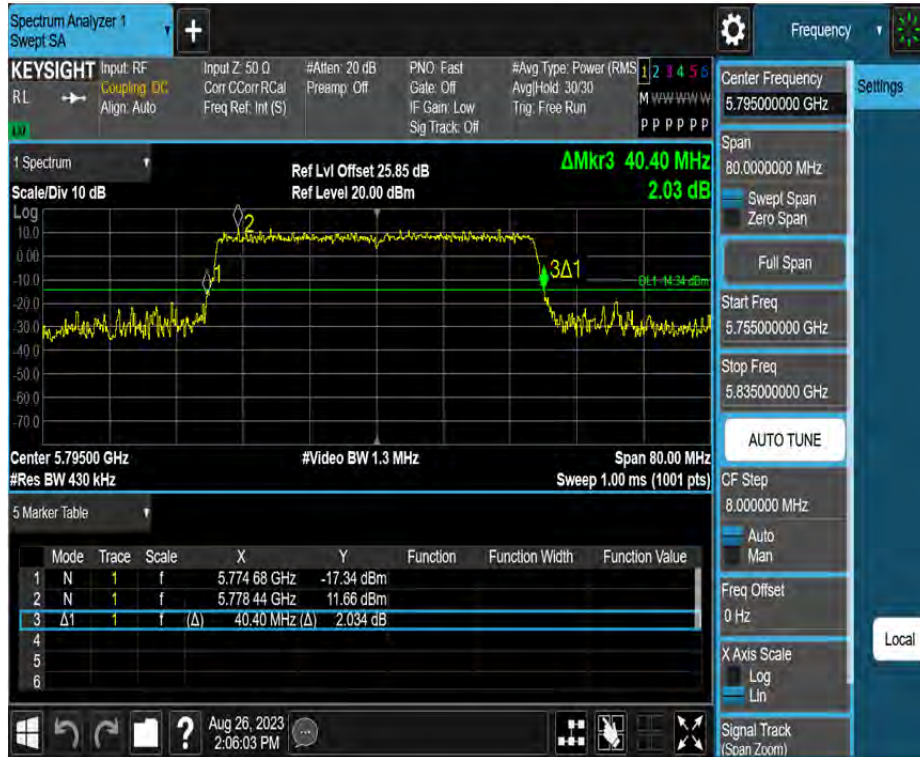 Spectrum Analyzer 1
Swept SA
Frequency
KEYSIGHT
RL
Input: RF
Coupling: DC
Align: Auto
Input Z: 50 Ω
Corr CCorr RCal
Freq Ref: Int (S)
#Atten: 20 dB
Preamp: Off
PNO: Fast
Gate: Off
IF Gain: Low
Sig Track: Off
#Avg Type: Power (RMS
Avg|Hold: 30/30
Trig: Free Run
1 2 3 4 5 6
M W W W W W
P P P P P P
1 Spectrum
Scale/Div 10 dB
Ref Lvl Offset 25.85 dB
Ref Level 20.00 dBm
ΔMkr3 40.40 MHz
2.03 dB
Log
10.0
0.00
-10.0
-20.0
-30.0
-40.0
-50.0
-60.0
-70.0
1
2
3Δ1
DL1 -14.34 dBm
Center 5.79500 GHz
#Video BW 1.3 MHz
Span 80.00 MHz
#Res BW 430 kHz
Sweep 1.00 ms (1001 pts)
5 Marker Table
Mode Trace Scale X Y Function Function Width Function Value
1 N 1 f 5.774 68 GHz -17.34 dBm
2 N 1 f 5.778 44 GHz 11.66 dBm
3 Δ1 1 f (Δ) 40.40 MHz (Δ) 2.034 dB
4
5
6
Aug 26, 2023
2:06:03 PM
Center Frequency
5.795000000 GHz
Settings
Span
80.0000000 MHz
Swept Span
Zero Span
Full Span
Start Freq
5.755000000 GHz
Stop Freq
5.835000000 GHz
AUTO TUNE
CF Step
8.000000 MHz
Auto
Man
Freq Offset
0 Hz
Local
X Axis Scale
Log
Lin
Signal Track
(Span Zoom)